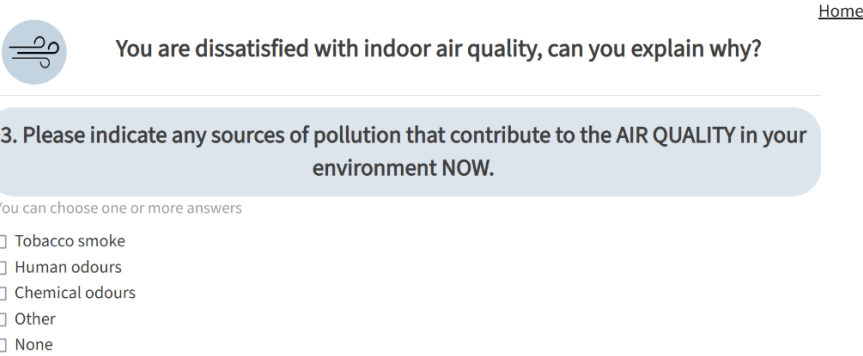 Home
You are dissatisfied with indoor air quality, can you explain why?
3. Please indicate any sources of pollution that contribute to the AIR QUALITY in your
environment NOW.
You can choose one or more answers
Tobacco smoke
Human odours
Chemical odours
Other
None